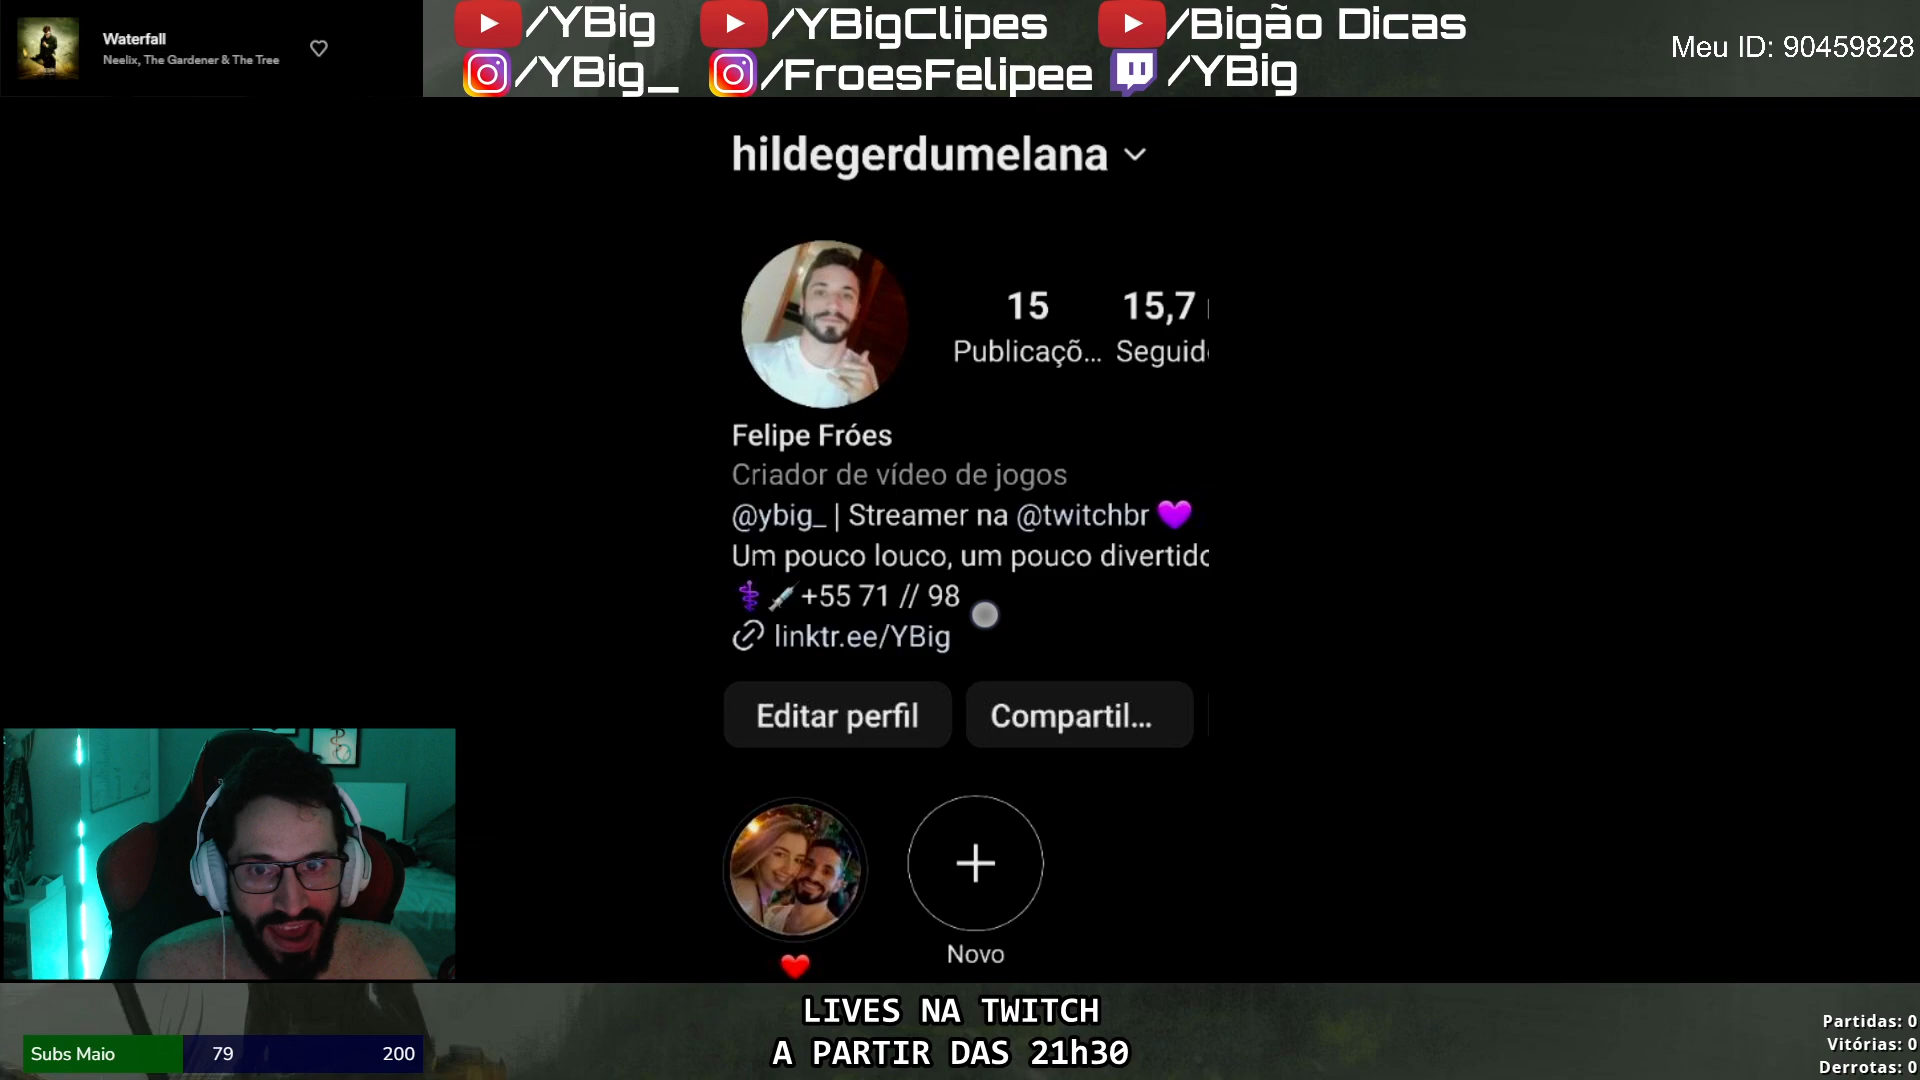 Waterfall
Neelix, The Gardener & The Tree
/YBig
/YBigClipes
/Bigão Dicas
/YBig_
/FroesFelipee
/YBig
Meu ID: 90459828
hildegerdumelana
15
15,7
Publicaçõ...
Seguid
Felipe Fróes
Criador de vídeo de jogos
@ybig_ | Streamer na @twitchbr 💜
Um pouco louco, um pouco divertido
⚕️💉+55 71 // 98
linktr.ee/YBig
Editar perfil
Compartil...
❤️
Novo
LIVES NA TWITCH
A PARTIR DAS 21h30
Subs Maio
79
200
Partidas: 0
Vitórias: 0
Derrotas: 0